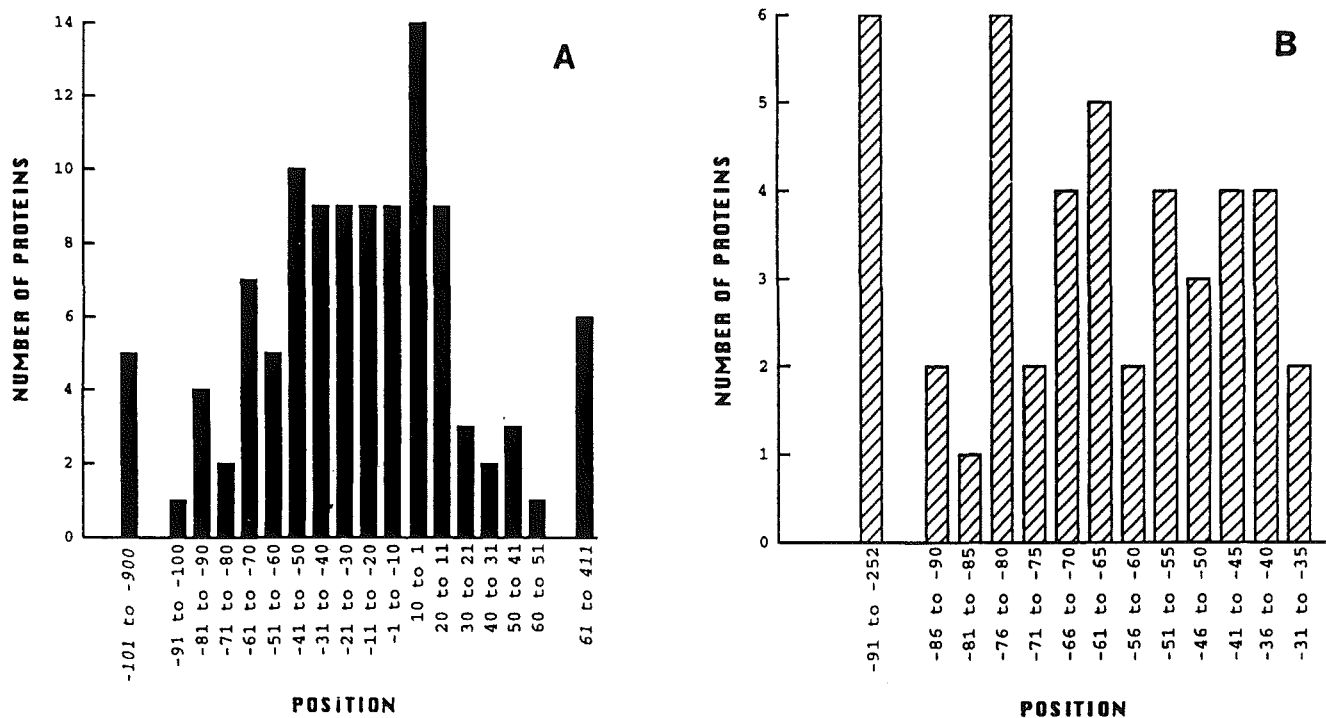 A
NUMBER OF PROTEINS
14
12
10
8
6
4
2
0
-101 to -900
-91 to -100
-81 to -90
-71 to -80
-61 to -70
-51 to -60
-41 to -50
-31 to -40
-21 to -30
-11 to -20
-1 to -10
10 to 1
20 to 11
30 to 21
40 to 31
50 to 41
60 to 51
61 to 411
POSITION
B
NUMBER OF PROTEINS
6
5
4
3
2
1
0
-91 to -252
-86 to -90
-81 to -85
-76 to -80
-71 to -75
-66 to -70
-61 to -65
-56 to -60
-51 to -55
-46 to -50
-41 to -45
-36 to -40
-31 to -35
POSITION